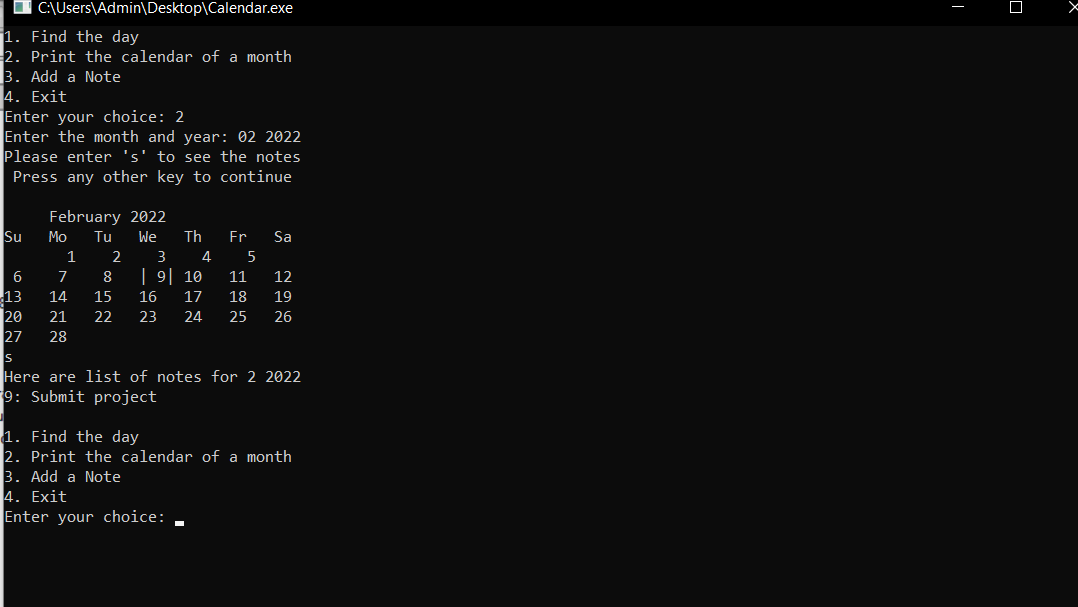 C:\Users\Admin\Desktop\Calendar.exe
1. Find the day
2. Print the calendar of a month
3. Add a Note
4. Exit
Enter your choice: 2
Enter the month and year: 02 2022
Please enter 's' to see the notes
 Press any other key to continue
     February 2022
Su   Mo   Tu   We   Th   Fr   Sa
       1    2    3    4    5
 6    7    8   | 9| 10   11   12
13   14   15   16   17   18   19
20   21   22   23   24   25   26
27   28
s
Here are list of notes for 2 2022
9: Submit project
1. Find the day
2. Print the calendar of a month
3. Add a Note
4. Exit
Enter your choice: